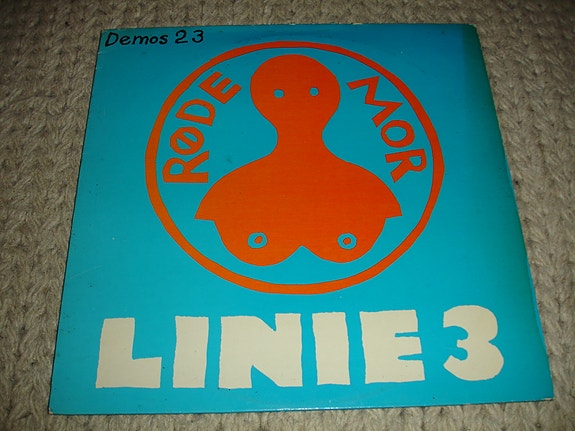 Demos 23
RØDE MOR
LINIE 3